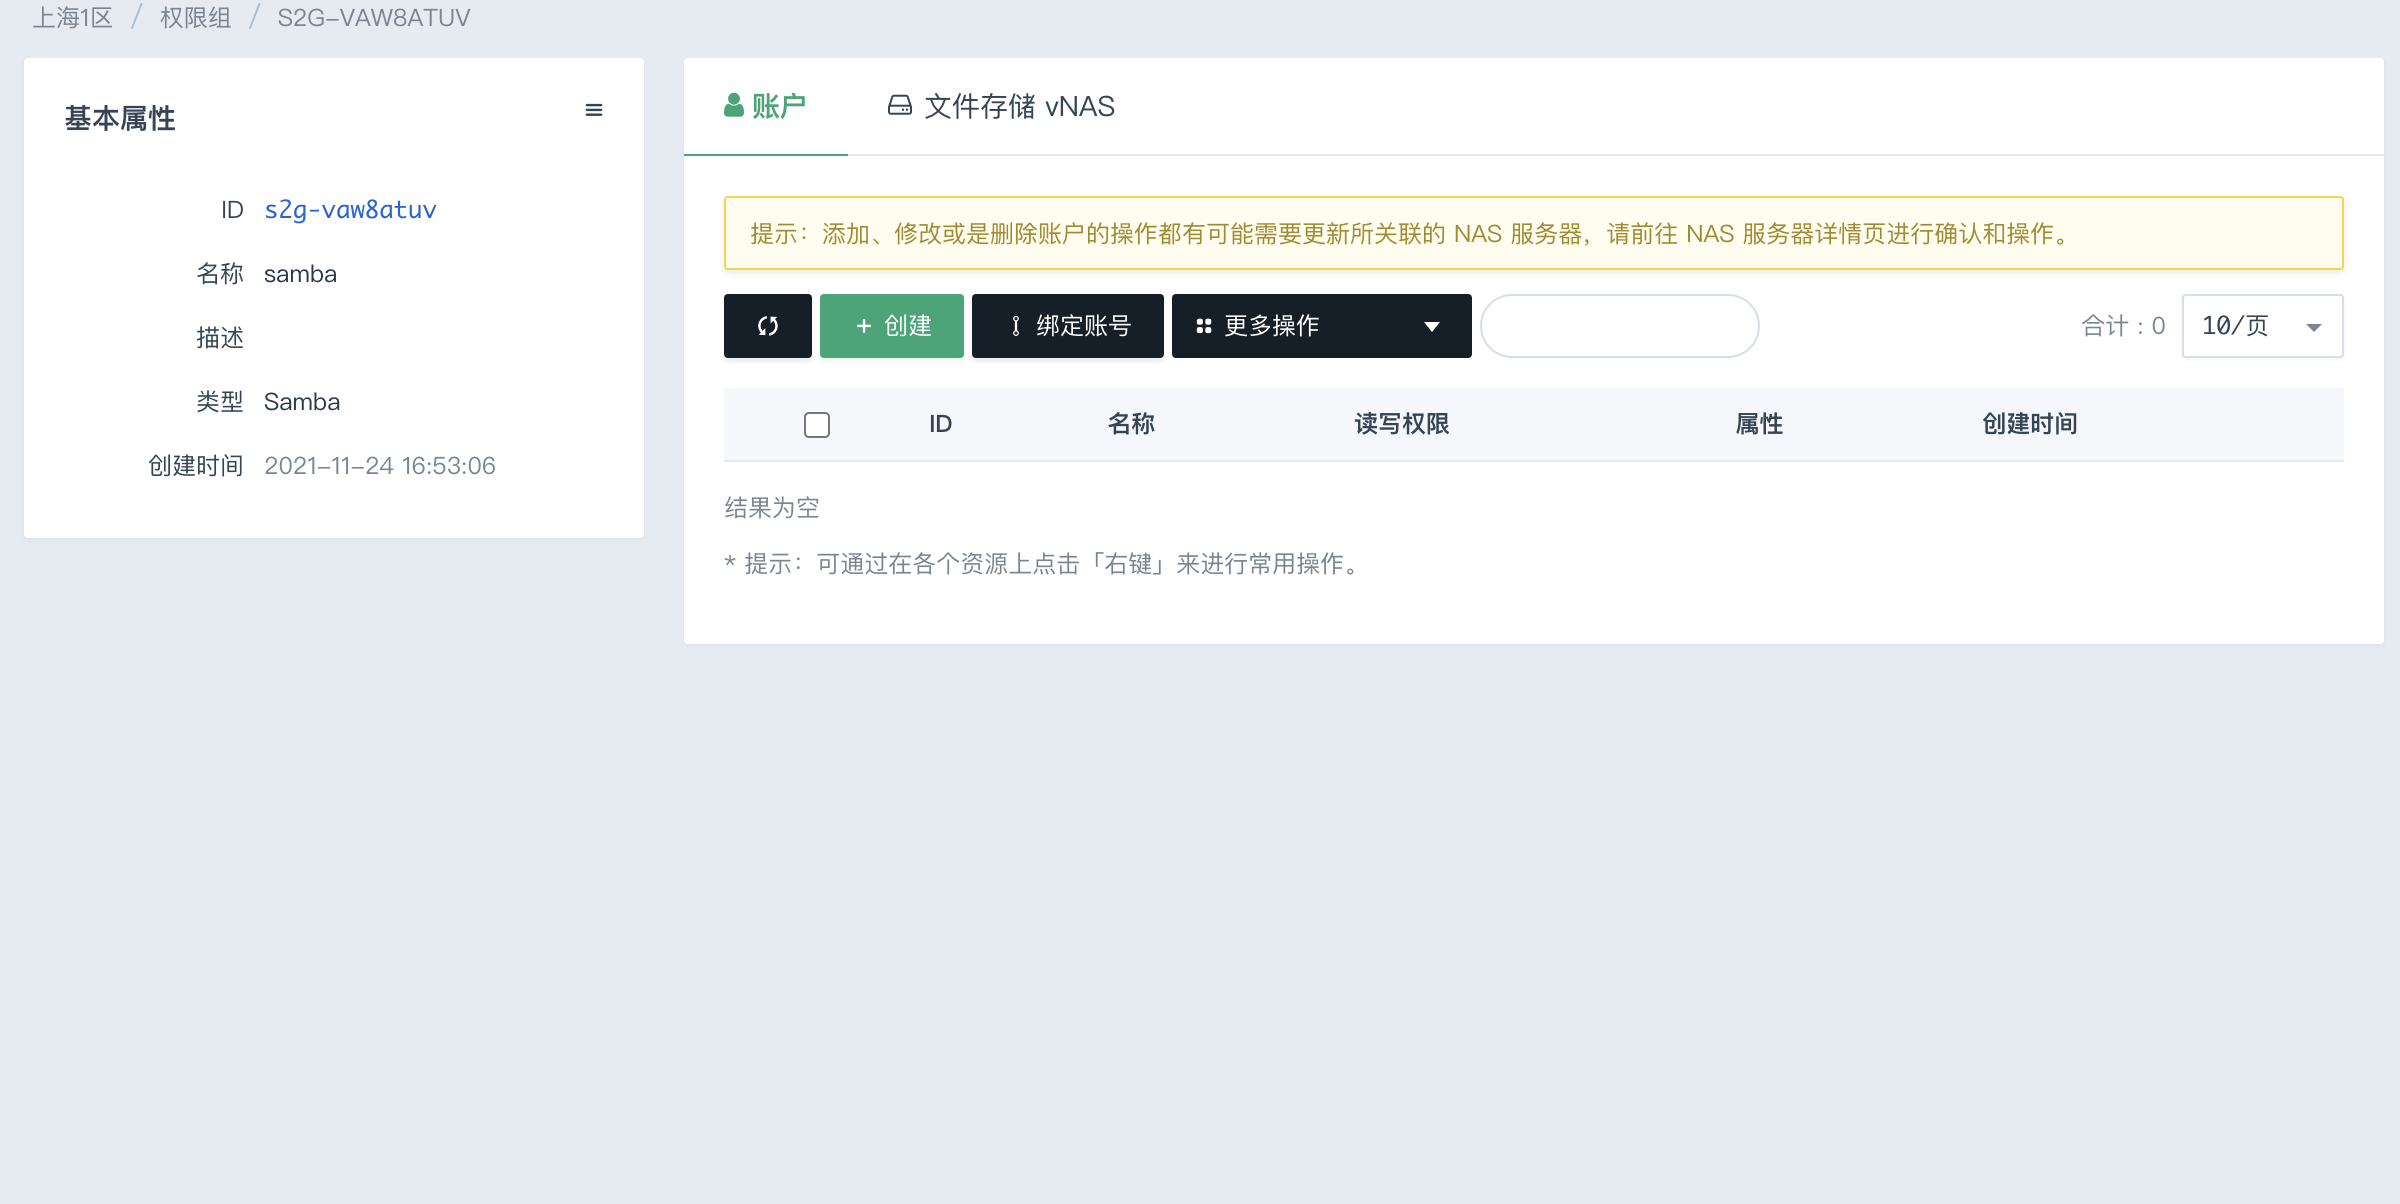 上海1区 / 权限组 / S2G-VAW8ATUV
基本属性
ID s2g-vaw8atuv
名称 samba
描述
类型 Samba
创建时间 2021-11-24 16:53:06
账户 文件存储 vNAS
提示：添加、修改或是删除账户的操作都有可能需要更新所关联的 NAS 服务器，请前往 NAS 服务器详情页进行确认和操作。
+ 创建 绑定账号 更多操作 合计 : 0 10/页
ID 名称 读写权限 属性 创建时间
结果为空
* 提示：可通过在各个资源上点击「右键」来进行常用操作。